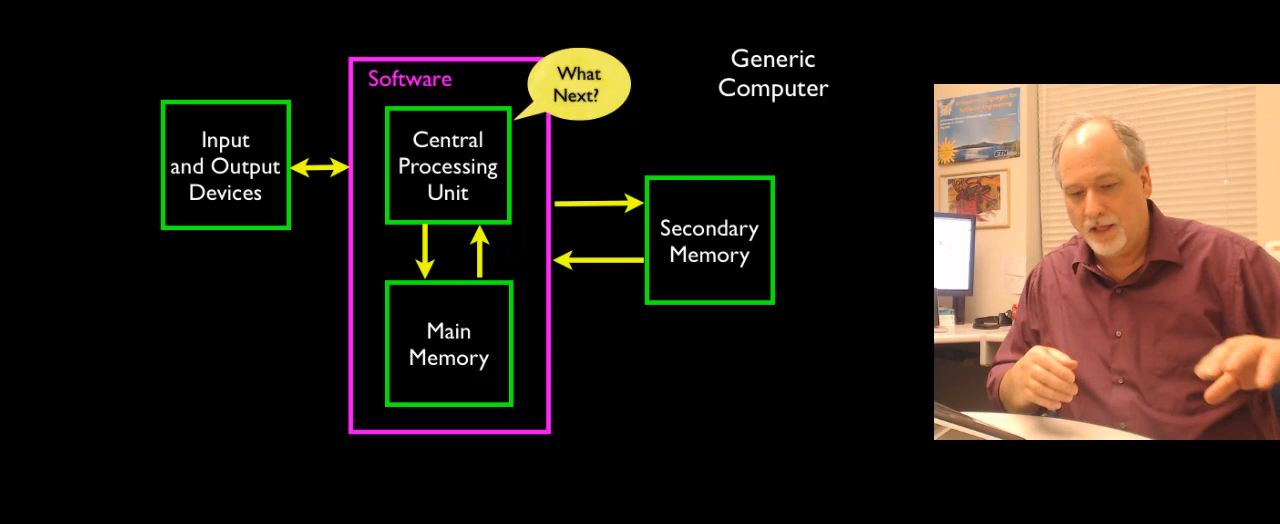 Generic
Computer
Software
What
Next?
Input
and Output
Devices
Central
Processing
Unit
Secondary
Memory
Main
Memory